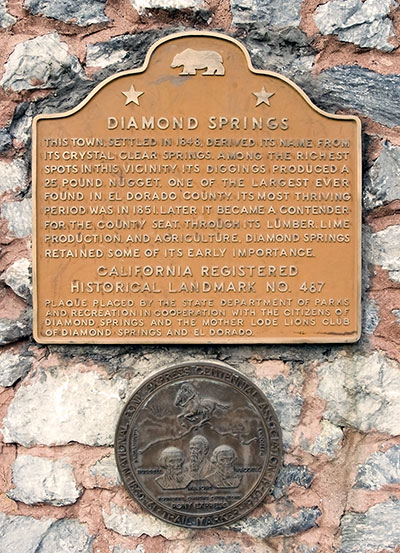 DIAMOND SPRINGS
THIS TOWN, SETTLED IN 1848, DERIVED ITS NAME FROM
ITS CRYSTAL CLEAR SPRINGS. AMONG THE RICHEST
SPOTS IN THIS VICINITY, ITS DIGGINGS PRODUCED A
25 POUND NUGGET, ONE OF THE LARGEST EVER
FOUND IN EL DORADO COUNTY. ITS MOST THRIVING
PERIOD WAS IN 1851. LATER IT BECAME A CONTENDER
FOR THE COUNTY SEAT. THROUGH ITS LUMBER, LIME
PRODUCTION, AND AGRICULTURE, DIAMOND SPRINGS
RETAINED SOME OF ITS EARLY IMPORTANCE.
CALIFORNIA REGISTERED
HISTORICAL LANDMARK NO. 487
PLAQUE PLACED BY THE STATE DEPARTMENT OF PARKS
AND RECREATION IN COOPERATION WITH THE CITIZENS OF
DIAMOND SPRINGS AND THE MOTHER LODE LIONS CLUB
OF DIAMOND SPRINGS AND EL DORADO.
CENTENNIAL ASSOCIATION